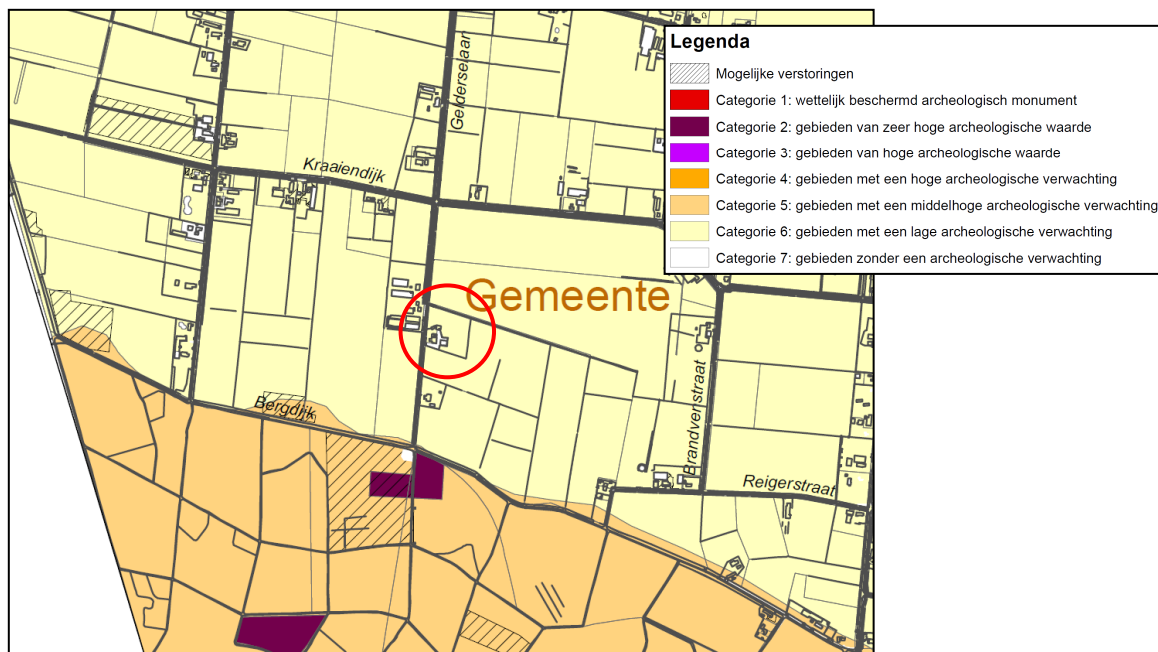 Legenda
Mogelijke verstoringen
Categorie 1: wettelijk beschermd archeologisch monument
Categorie 2: gebieden van zeer hoge archeologische waarde
Categorie 3: gebieden van hoge archeologische waarde
Categorie 4: gebieden met een hoge archeologische verwachting
Categorie 5: gebieden met een middelhoge archeologische verwachting
Categorie 6: gebieden met een lage archeologische verwachting
Categorie 7: gebieden zonder een archeologische verwachting
Gelderselaan
Kraaiendijk
Gemeente
Bergdijk
Brandvenstraat
Reigerstraat